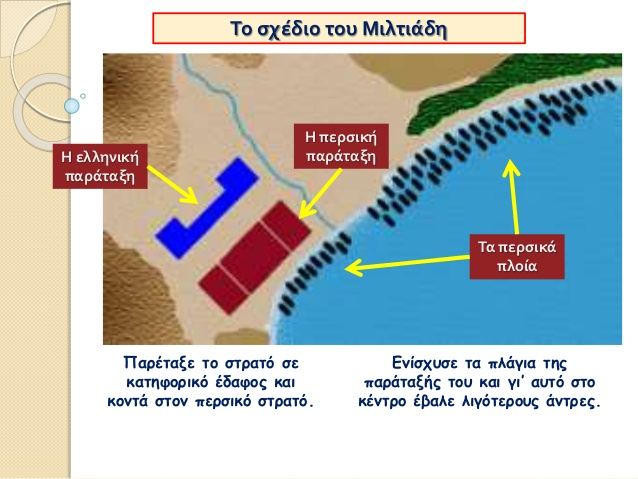 Το σχέδιο του Μιλτιάδη
Η περσική
παράταξη
Η ελληνική
παράταξη
Τα περσικά
πλοία
Παρέταξε το στρατό σε
κατηφορικό έδαφος και
κοντά στον περσικό στρατό.
Ενίσχυσε τα πλάγια της
παράταξής του και γι’ αυτό στο
κέντρο έβαλε λιγότερους άντρες.